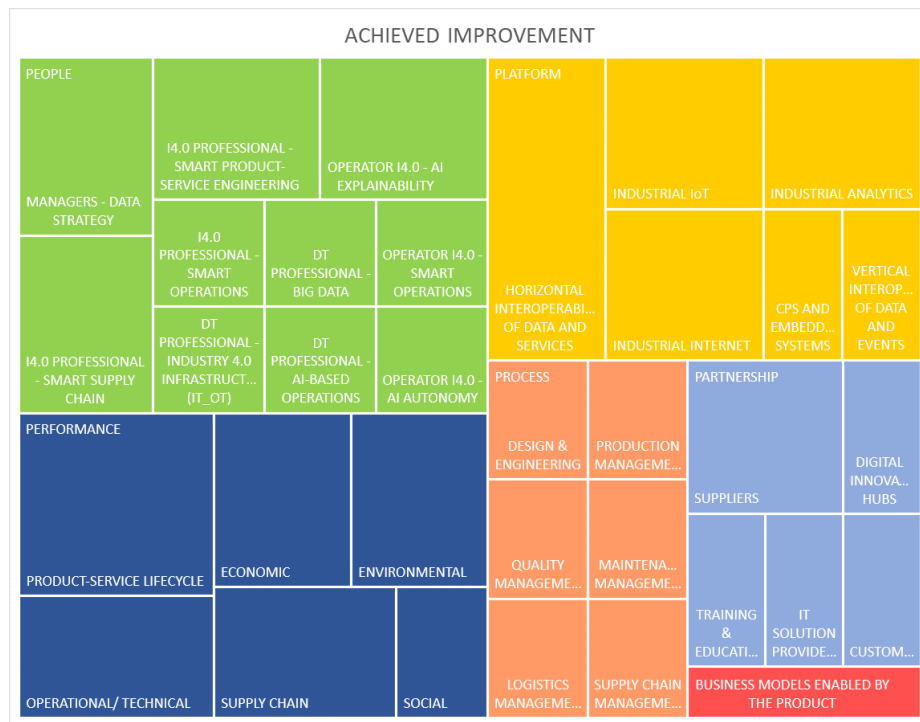 ACHIEVED IMPROVEMENT
PEOPLE
MANAGERS - DATA
STRATEGY
I4.0 PROFESSIONAL -
SMART PRODUCT-
SERVICE ENGINEERING
OPERATOR I4.0 - AI
EXPLAINABILITY
I4.0 PROFESSIONAL
- SMART SUPPLY
CHAIN
I4.0
PROFESSIONAL -
SMART
OPERATIONS
DT
PROFESSIONAL -
BIG DATA
OPERATOR I4.0 -
SMART
OPERATIONS
DT
PROFESSIONAL -
INDUSTRY 4.0
INFRASTRUCT...
(IT_OT)
DT
PROFESSIONAL -
AI-BASED
OPERATIONS
OPERATOR I4.0 -
AI AUTONOMY
PLATFORM
HORIZONTAL
INTEROPERABI...
OF DATA AND
SERVICES
INDUSTRIAL IoT
INDUSTRIAL ANALYTICS
INDUSTRIAL INTERNET
CPS AND
EMBEDD...
SYSTEMS
VERTICAL
INTEROP...
OF DATA
AND
EVENTS
PERFORMANCE
PRODUCT-SERVICE LIFECYCLE
ECONOMIC
ENVIRONMENTAL
OPERATIONAL/ TECHNICAL
SUPPLY CHAIN
SOCIAL
PROCESS
DESIGN &
ENGINEERING
PRODUCTION
MANAGEME...
QUALITY
MANAGEME...
MAINTENA...
MANAGEME...
LOGISTICS
MANAGEME...
SUPPLY CHAIN
MANAGEME...
PARTNERSHIP
SUPPLIERS
DIGITAL
INNOVA...
HUBS
TRAINING
&
EDUCATI...
IT
SOLUTION
PROVIDE...
CUSTOM...
BUSINESS MODELS ENABLED BY
THE PRODUCT